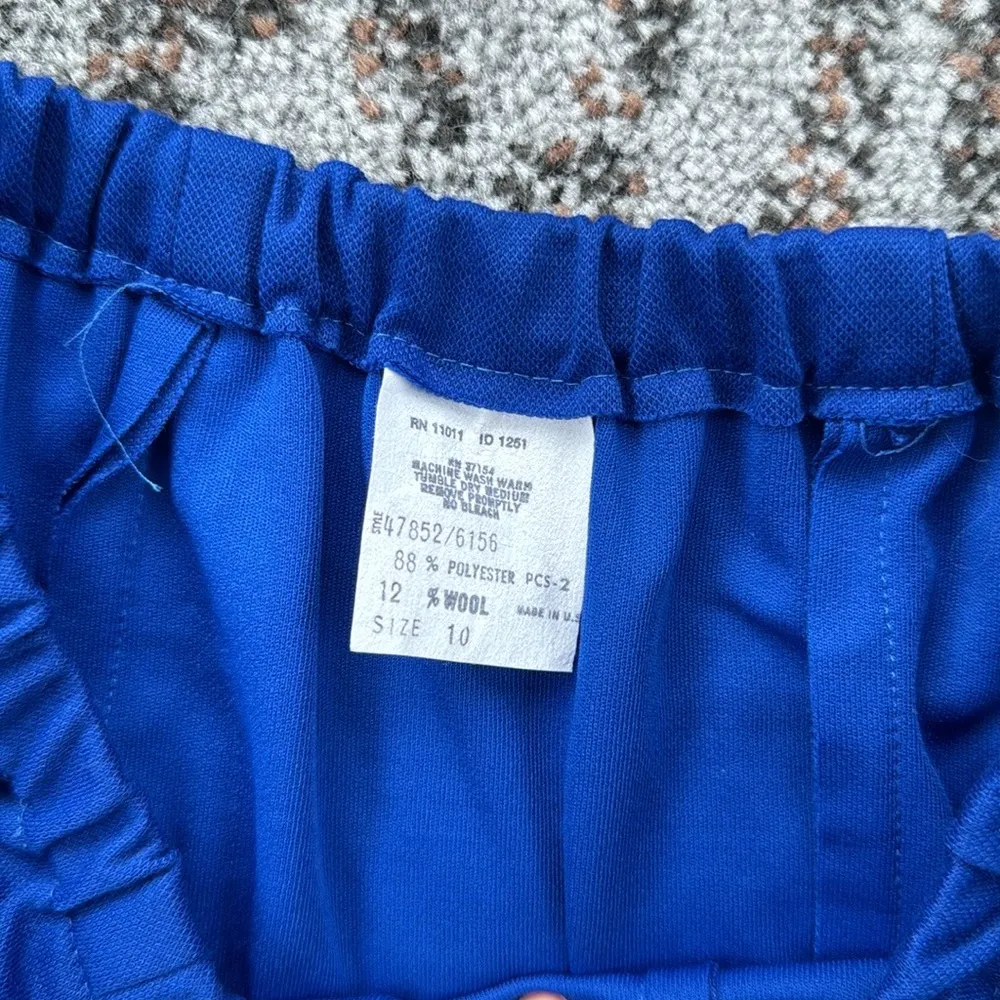 RN 11011 ID 1251
RN 37154
MACHINE WASH WARM
TUMBLE DRY MEDIUM
REMOVE PROMPTLY
NO BLEACH
STYLE 47852/6156
88 % POLYESTER PCS-2
12 % WOOL MADE IN U.S
SIZE 10